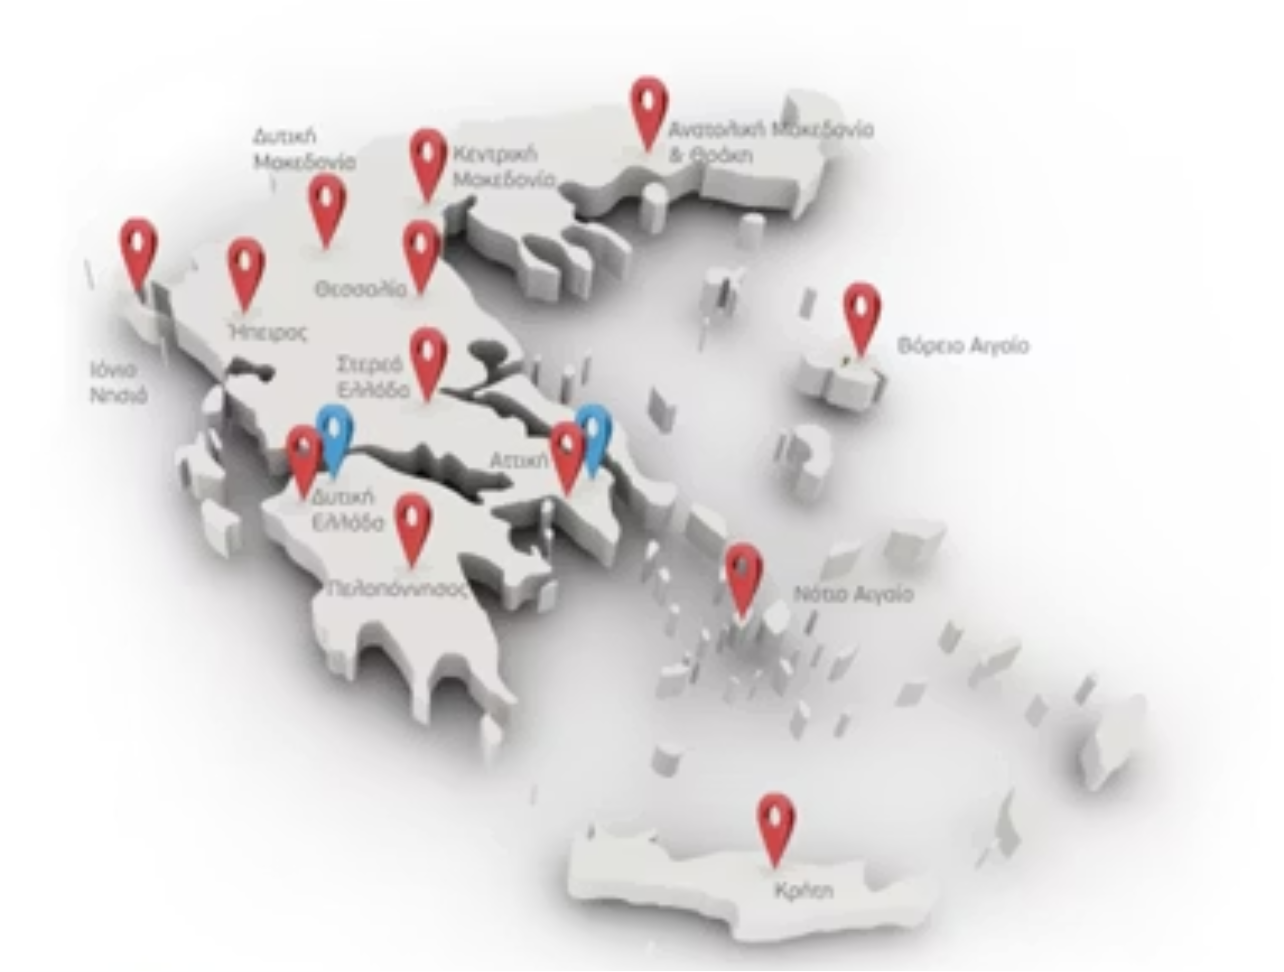 Δυτική
Μακεδονία
Κεντρική
Μακεδονία
Ανατολική Μακεδονία
& Θράκη
Θεσσαλία
Ήπειρος
Ιόνια
Νησιά
Στερεά
Ελλάδα
Βόρειο Αιγαίο
Αττική
Δυτική
Ελλάδα
Πελοπόννησος
Νότιο Αιγαίο
Κρήτη